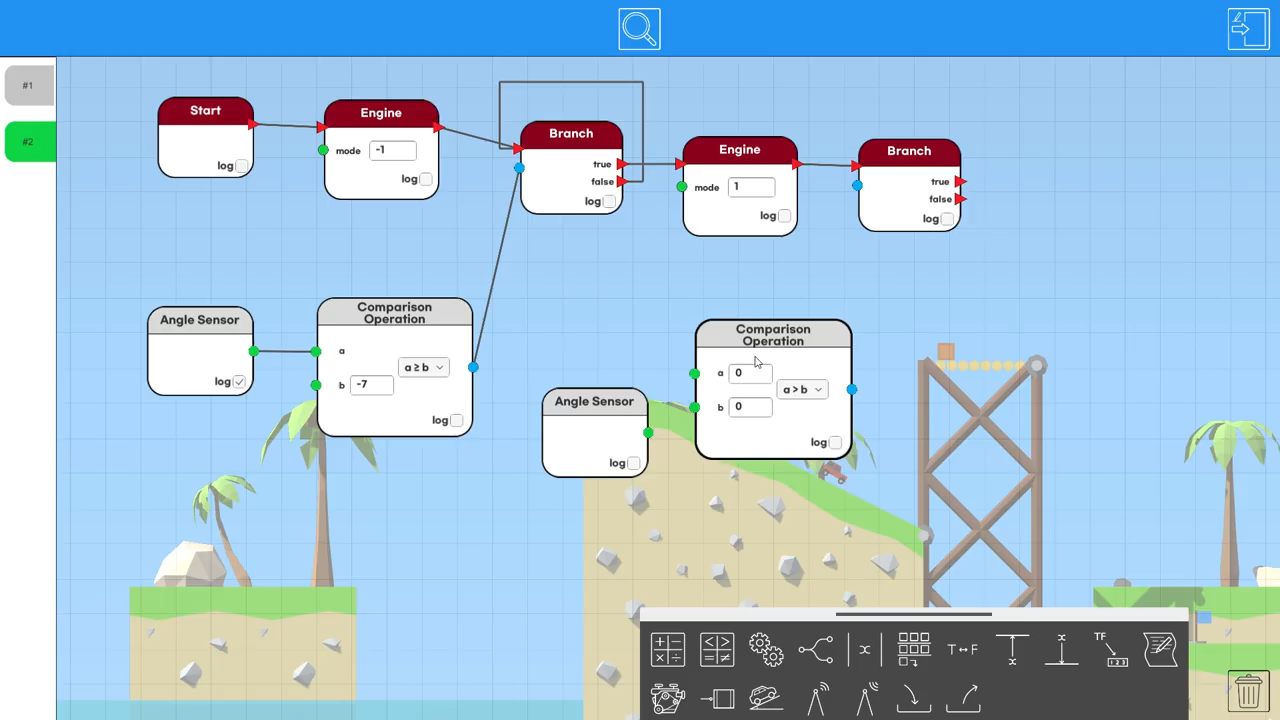 #1
#2
Start
log
Engine
mode -1
log
Branch
true
false
log
Engine
mode 1
log
Branch
true
false
log
Angle Sensor
log
Comparison
Operation
a
a ≥ b
b -7
log
Angle Sensor
log
Comparison
Operation
a 0
a > b
b 0
log
x
T↔F
x
x
TF
123